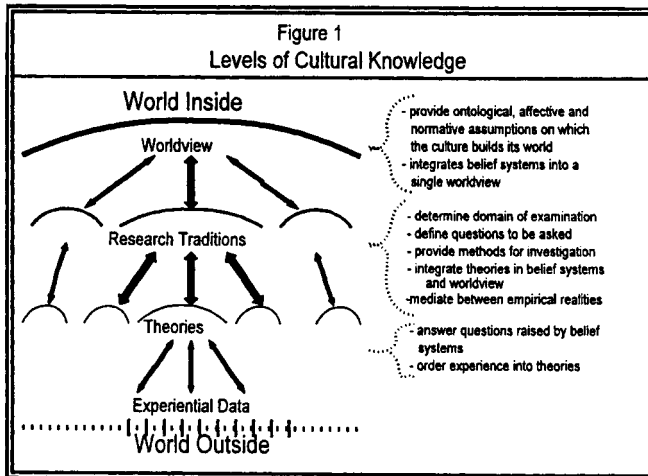 Figure 1
Levels of Cultural Knowledge
World Inside
Worldview
Research Traditions
Theories
Experiential Data
World Outside
- provide ontological, affective and
normative assumptions on which
the culture builds its world
- integrates belief systems into a
single worldview
- determine domain of examination
- define questions to be asked
- provide methods for investigation
- integrate theories in belief systems
and worldview
-mediate between empirical realities
- answer questions raised by belief
systems
- order experience into theories